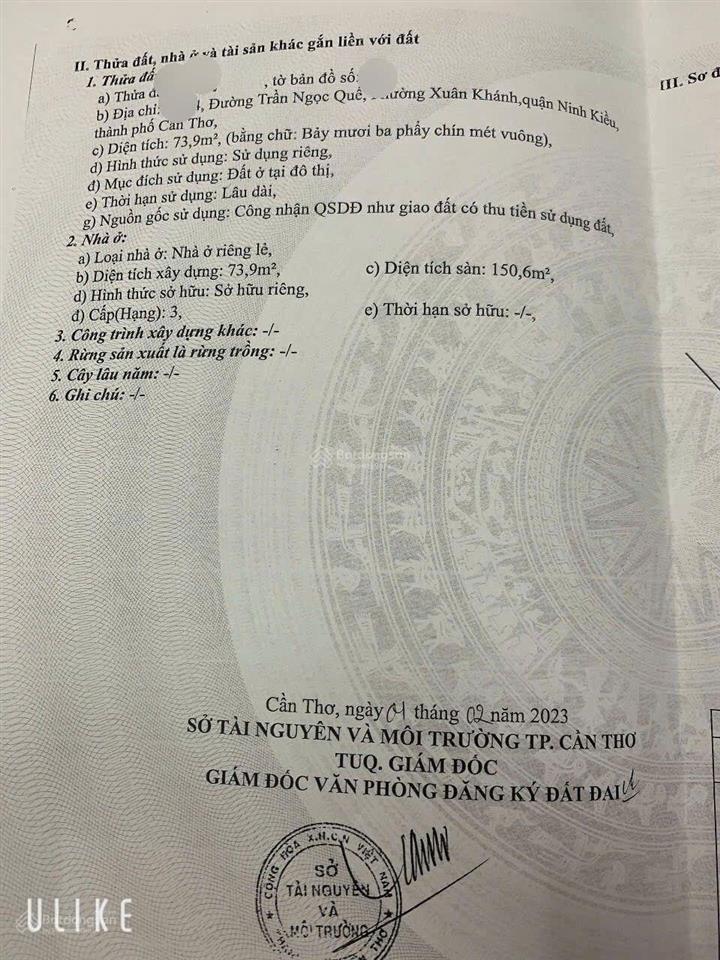 II. Thửa đất, nhà ở và tài sản khác gắn liền với đất
1. Thửa đấ
a) Thửa đ , tờ bản đồ số:
b) Địa chỉ: Đường Trần Ngọc Quế, Phường Xuân Khánh,quận Ninh Kiều,
thành phố Cần Thơ,
c) Diện tích: 73,9m², (bằng chữ: Bảy mươi ba phẩy chín mét vuông),
d) Hình thức sử dụng: Sử dụng riêng,
đ) Mục đích sử dụng: Đất ở tại đô thị,
e) Thời hạn sử dụng: Lâu dài,
g) Nguồn gốc sử dụng: Công nhận QSDĐ như giao đất có thu tiền sử dụng đất,
2. Nhà ở:
a) Loại nhà ở: Nhà ở riêng lẻ,
b) Diện tích xây dựng: 73,9m², c) Diện tích sàn: 150,6m²,
d) Hình thức sở hữu: Sở hữu riêng,
đ) Cấp(Hạng): 3, e) Thời hạn sở hữu: -/-,
3. Công trình xây dựng khác: -/-
4. Rừng sản xuất là rừng trồng: -/-
5. Cây lâu năm: -/-
6. Ghi chú: -/-
III. Sơ đ
Batdongsan
Cần Thơ, ngày 01 tháng 02 năm 2023
SỞ TÀI NGUYÊN VÀ MÔI TRƯỜNG TP. CẦN THƠ
TUQ. GIÁM ĐỐC
GIÁM ĐỐC VĂN PHÒNG ĐĂNG KÝ ĐẤT ĐAI
CỘNG HÒA X.H.C.N VIỆT NAM
SỞ
TÀI NGUYÊN
VÀ
MÔI TRƯỜNG
N THƠ
ULIKE
Batdongsan